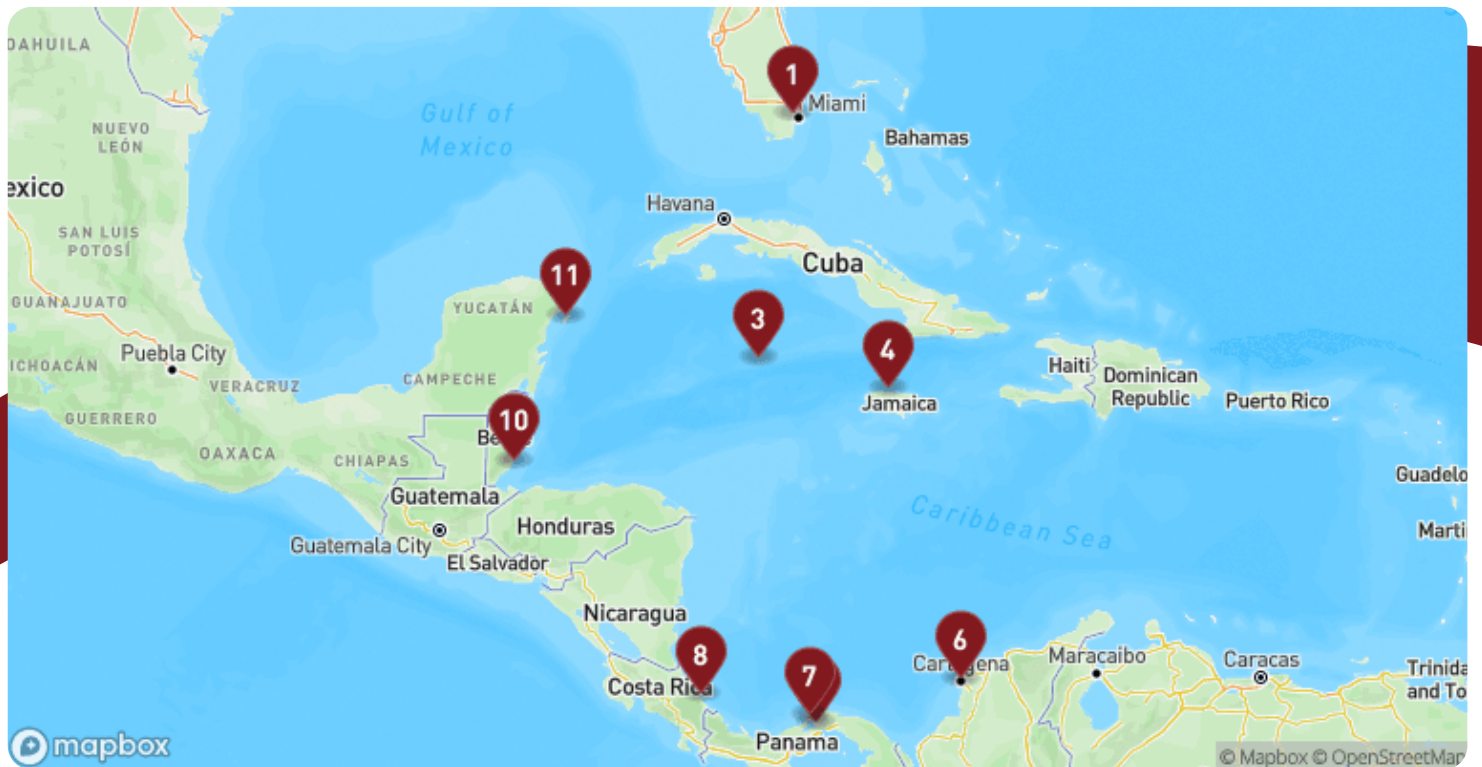 OAHUILA
NUEVO
LEÓN
exico
SAN LUIS
POTOSÍ
GUANAJUATO
ICHOACÁN
Puebla City
VERACRUZ
GUERRERO
OAXACA
CHIAPAS
CAMPECHE
YUCATÁN
Gulf of
Mexico
1
Miami
Bahamas
Havana
Cuba
11
3
4
Jamaica
Haiti
Dominican
Republic
Puerto Rico
10
Guatemala
Guatemala City
Honduras
El Salvador
Nicaragua
Caribbean Sea
Guadelo
Marti
8
Costa Rica
7
Panama
6
Maracaibo
Caracas
Trinida
and To
mapbox
© Mapbox © OpenStreetMap